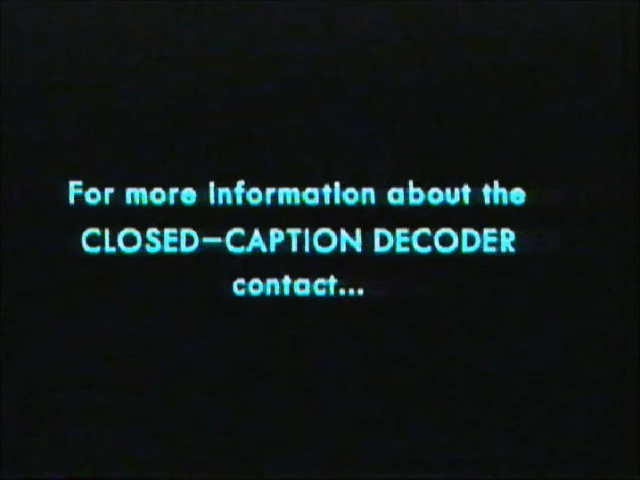 For more information about the
CLOSED-CAPTION DECODER
contact...